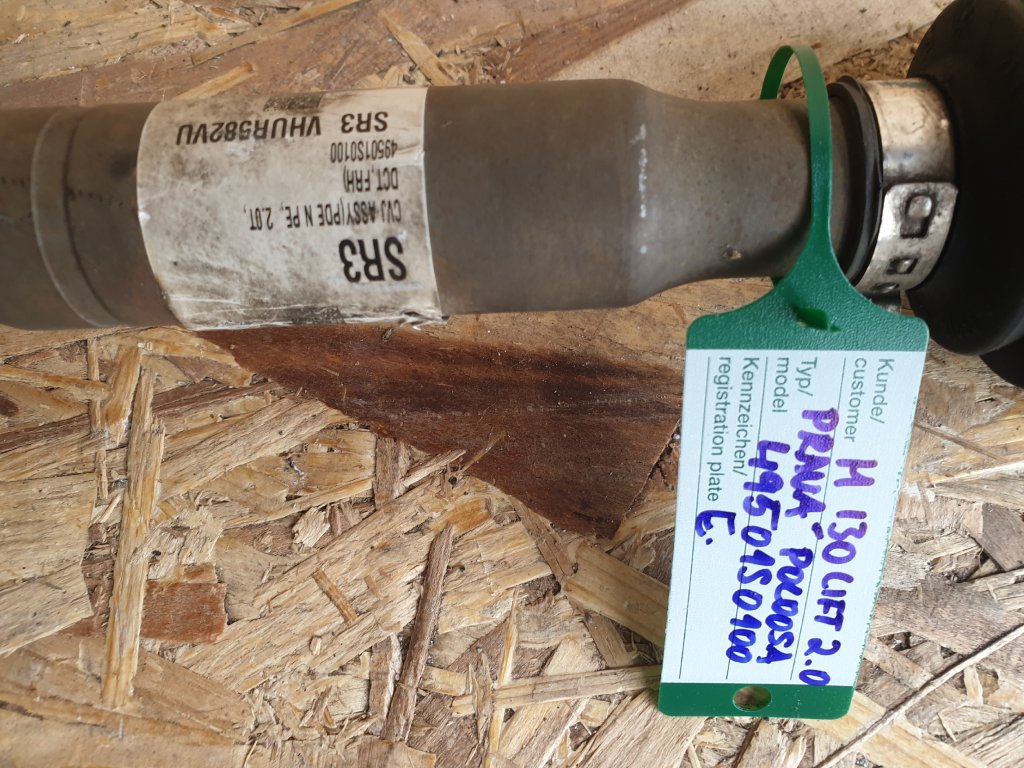 SR3
CVJ ASSY(PDE N PE, 2.0T,
DCT,FRH)
49501S0100
SR3 VHUR582VU
Kunde/
customer
H I30 LIFT 2.0
Typ/
model
PRAVÁ POLOOSA
49501S0100
Kennzeichen/
registration plate
E.